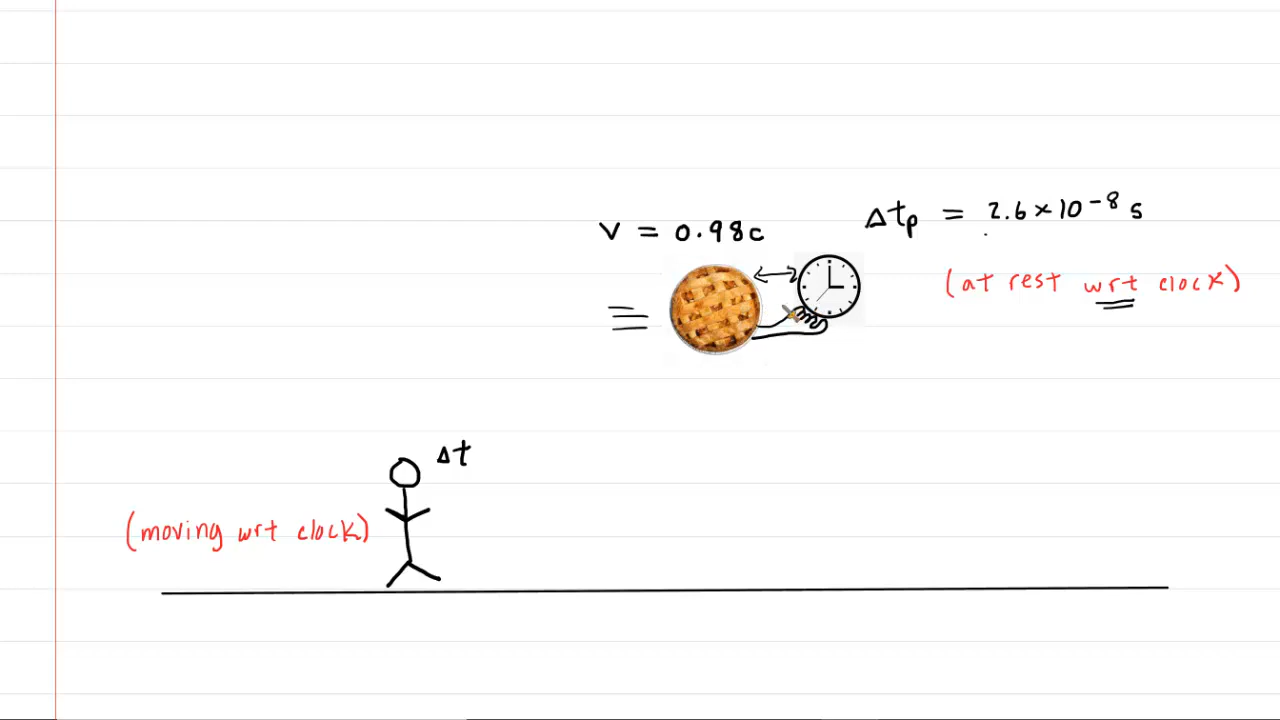 v = 0.98c
Δtₚ = 2.6 × 10⁻⁸ s
(at rest wrt clock)
Δt
(moving wrt clock)